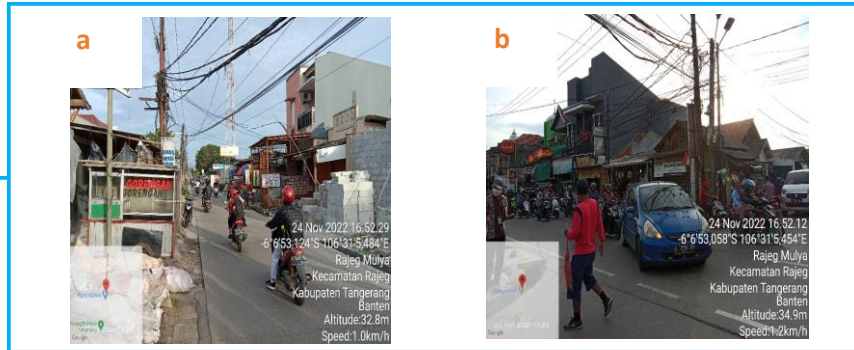 a
GORENGAN
24 Nov 2022 16.52.29
-6°6'53,124"S 106°31'5,484"E
Rajeg Mulya
Kecamatan Rajeg
Kabupaten Tangerang
Banten
Altitude:32.8m
Speed:1.0km/h
Google
b
24 Nov 2022 16.52.12
-6°6'53,058"S 106°31'5,454"E
Rajeg Mulya
Kecamatan Rajeg
Kabupaten Tangerang
Banten
Altitude:34.9m
Speed:1.2km/h
Google